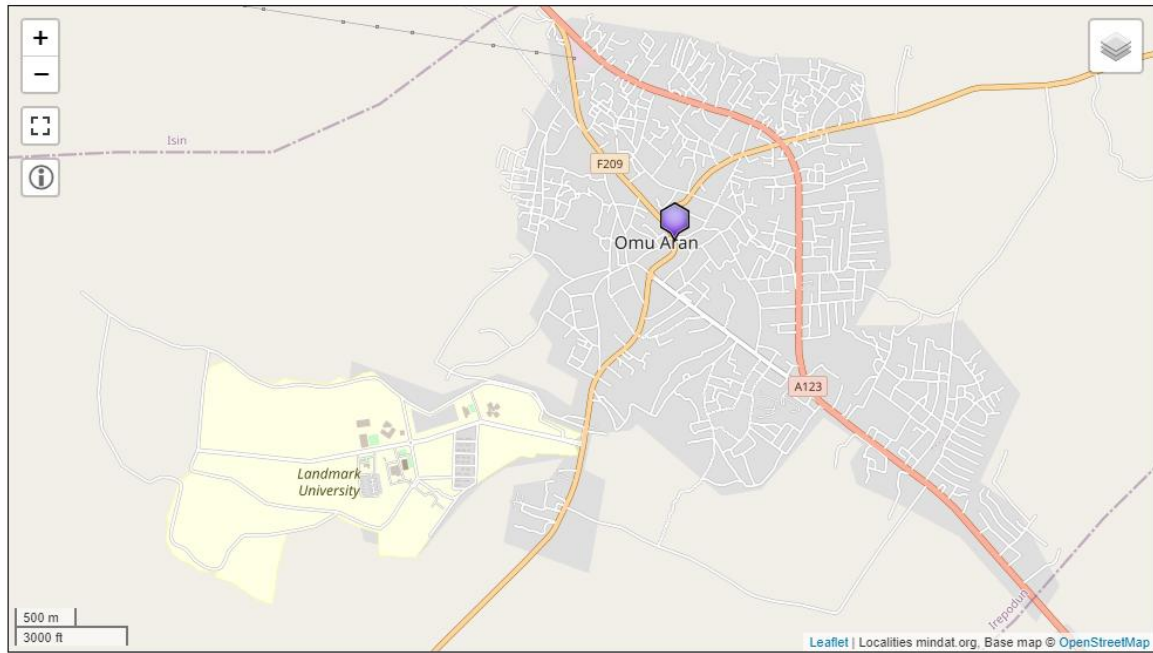 +
−
Isin
F209
Omu Aran
A123
Landmark
University
Irepodun
500 m
3000 ft
Leaflet | Localities mindat.org, Base map © OpenStreetMap